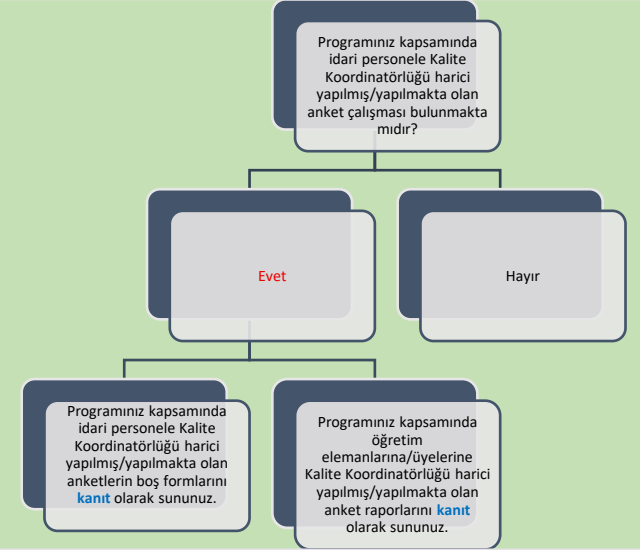 Programınız kapsamında
idari personele Kalite
Koordinatörlüğü harici
yapılmış/yapılmakta olan
anket çalışması bulunmakta
mıdır?
Evet
Hayır
Programınız kapsamında
idari personele Kalite
Koordinatörlüğü harici
yapılmış/yapılmakta olan
anketlerin boş formlarını
kanıt olarak sununuz.
Programınız kapsamında
öğretim
elemanlarına/üyelerine
Kalite Koordinatörlüğü harici
yapılmış/yapılmakta olan
anket raporlarını kanıt
olarak sununuz.